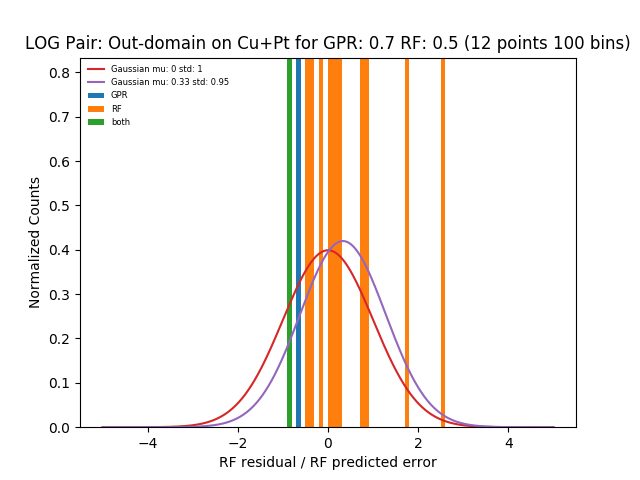 LOG Pair: Out-domain on Cu+Pt for GPR: 0.7 RF: 0.5 (12 points 100 bins)
Gaussian mu: 0 std: 1
Gaussian mu: 0.33 std: 0.95
GPR
RF
both
Normalized Counts
0.8
0.7
0.6
0.5
0.4
0.3
0.2
0.1
0.0
−4 −2 0 2 4
RF residual / RF predicted error